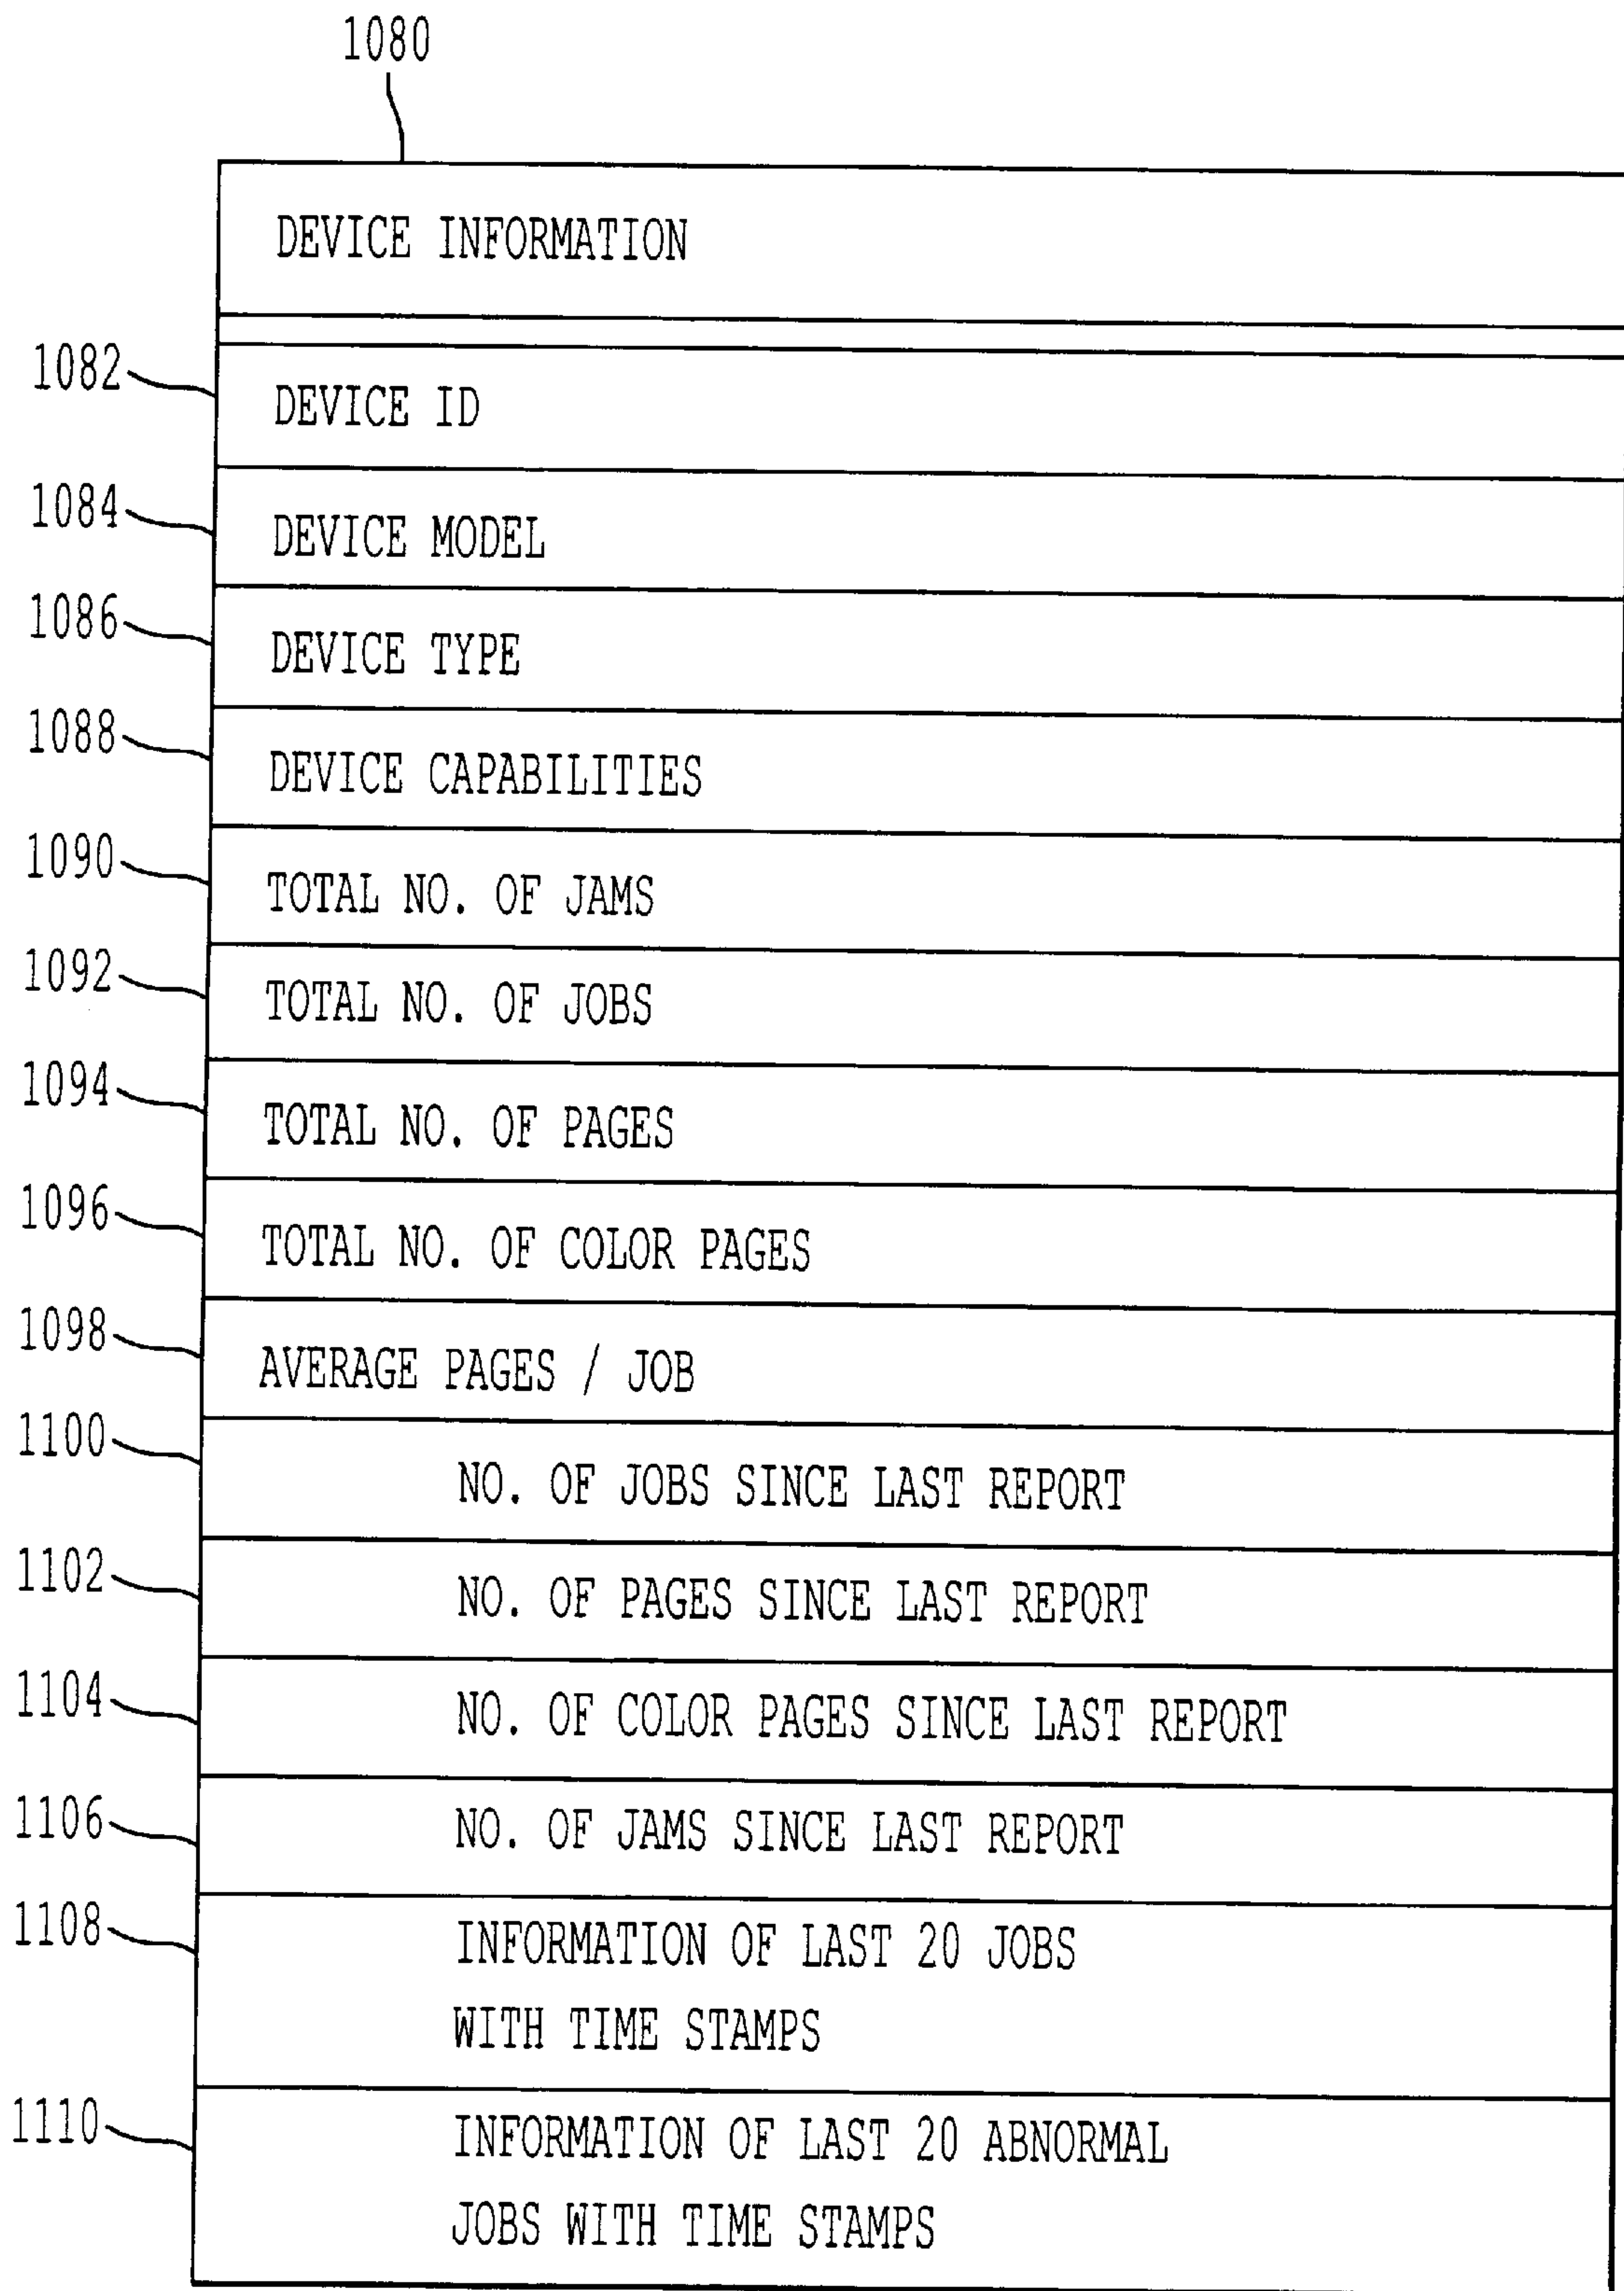 1080
DEVICE INFORMATION
1082
DEVICE ID
1084
DEVICE MODEL
1086
DEVICE TYPE
1088
DEVICE CAPABILITIES
1090
TOTAL NO. OF JAMS
1092
TOTAL NO. OF JOBS
1094
TOTAL NO. OF PAGES
1096
TOTAL NO. OF COLOR PAGES
1098
AVERAGE PAGES / JOB
1100
NO. OF JOBS SINCE LAST REPORT
1102
NO. OF PAGES SINCE LAST REPORT
1104
NO. OF COLOR PAGES SINCE LAST REPORT
1106
NO. OF JAMS SINCE LAST REPORT
1108
INFORMATION OF LAST 20 JOBS
WITH TIME STAMPS
1110
INFORMATION OF LAST 20 ABNORMAL
JOBS WITH TIME STAMPS